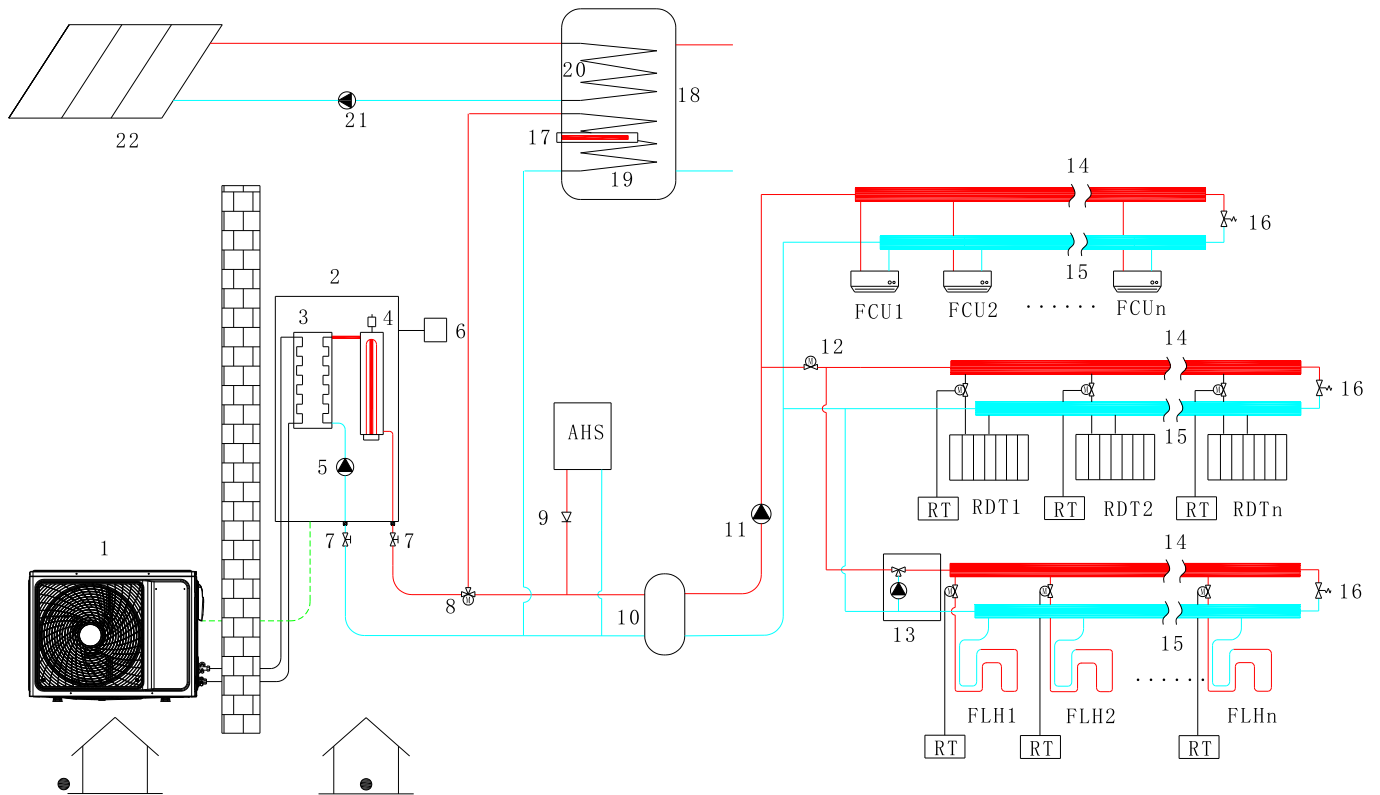 22
21
20
18
17
19
14
16
15
FCU1
FCU2
......
FCUn
2
3
4
6
5
7
7
12
14
M
16
M
M
M
15
RDT1
RDT2
RDTn
RT
RT
RT
AHS
9
11
1
8
M
10
13
14
16
M
M
M
15
FLH1
FLH2
......
FLHn
RT
RT
RT